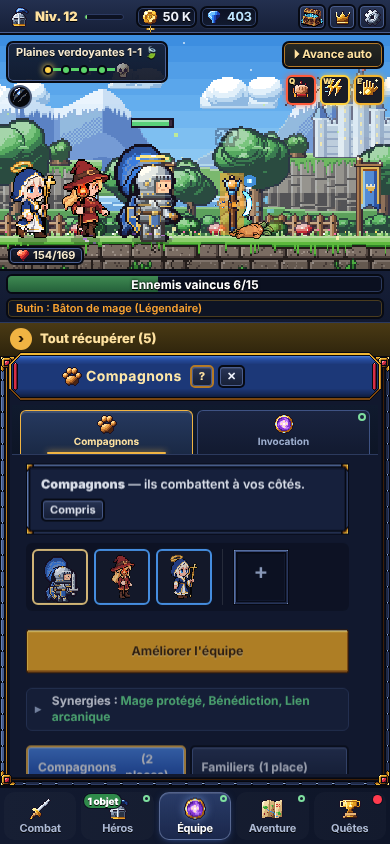 Niv. 12
50 K
403
Plaines verdoyantes 1-1
Avance auto
Q
W
E
154/169
Ennemis vaincus 6/15
Butin : Bâton de mage (Légendaire)
Tout récupérer (5)
Compagnons
?
×
Compagnons
Invocation
Compagnons — ils combattent à vos côtés.
Compris
+
Améliorer l'équipe
Synergies : Mage protégé, Bénédiction, Lien
arcanique
Compagnons (2
places)
Familiers (1 place)
1 objet
Combat
Héros
Équipe
Aventure
Quêtes